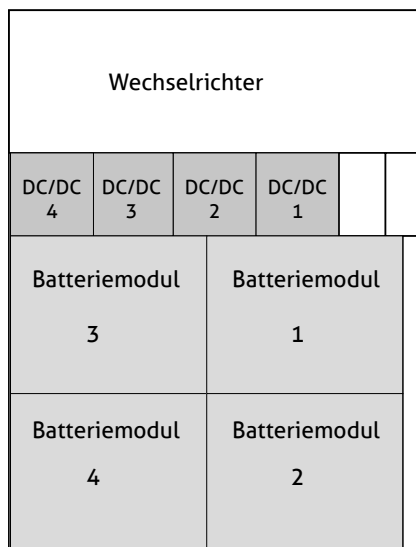 Wechselrichter
DC/DC DC/DC DC/DC DC/DC
4 3 2 1
Batteriemodul Batteriemodul
3 1
Batteriemodul Batteriemodul
4 2